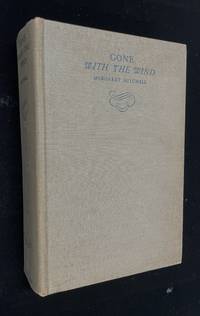 GONE
WITH THE WIND
MARGARET MITCHELL